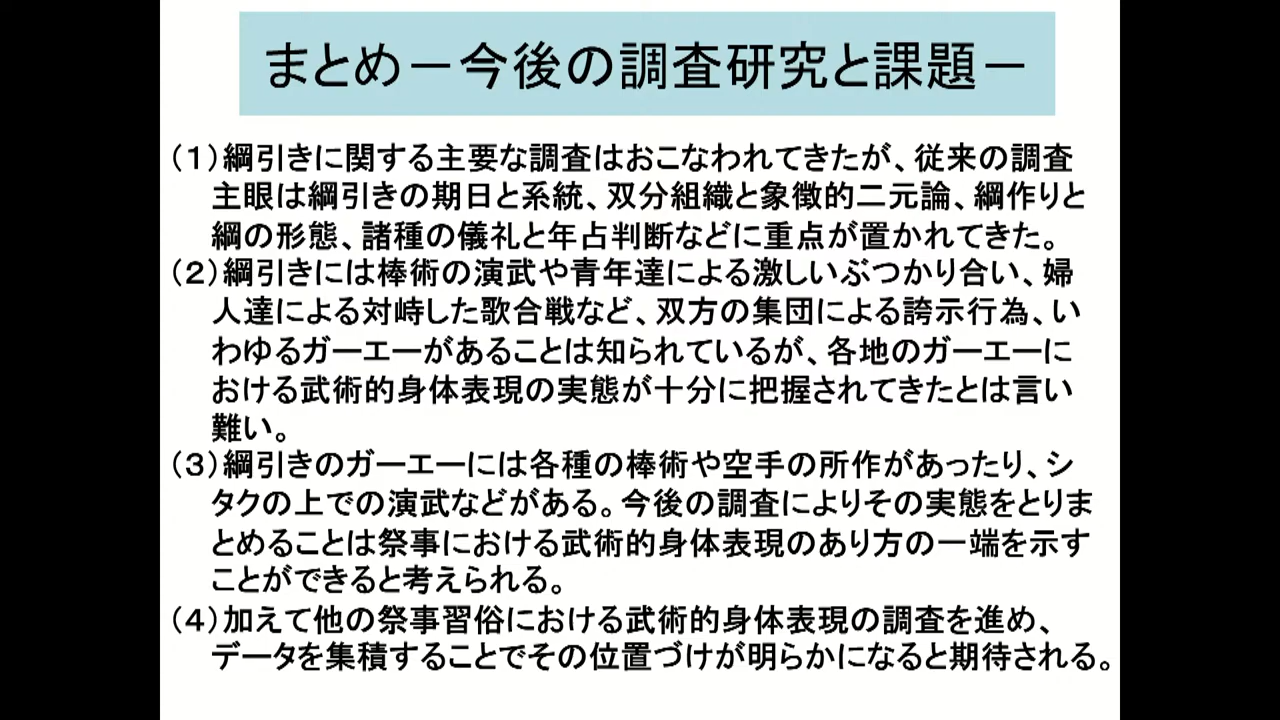 まとめ－今後の調査研究と課題－
（１）綱引きに関する主要な調査はおこなわれてきたが、従来の調査
主眼は綱引きの期日と系統、双分組織と象徴的二元論、綱作りと
綱の形態、諸種の儀礼と年占判断などに重点が置かれてきた。
（２）綱引きには棒術の演武や青年達による激しいぶつかり合い、婦
人達による対峙した歌合戦など、双方の集団による誇示行為、い
わゆるガーエーがあることは知られているが、各地のガーエーに
おける武術的身体表現の実態が十分に把握されてきたとは言い
難い。
（３）綱引きのガーエーには各種の棒術や空手の所作があったり、シ
タクの上での演武などがある。今後の調査によりその実態をとりま
とめることは祭事における武術的身体表現のあり方の一端を示す
ことができると考えられる。
（４）加えて他の祭事習俗における武術的身体表現の調査を進め、
データを集積することでその位置づけが明らかになると期待される。